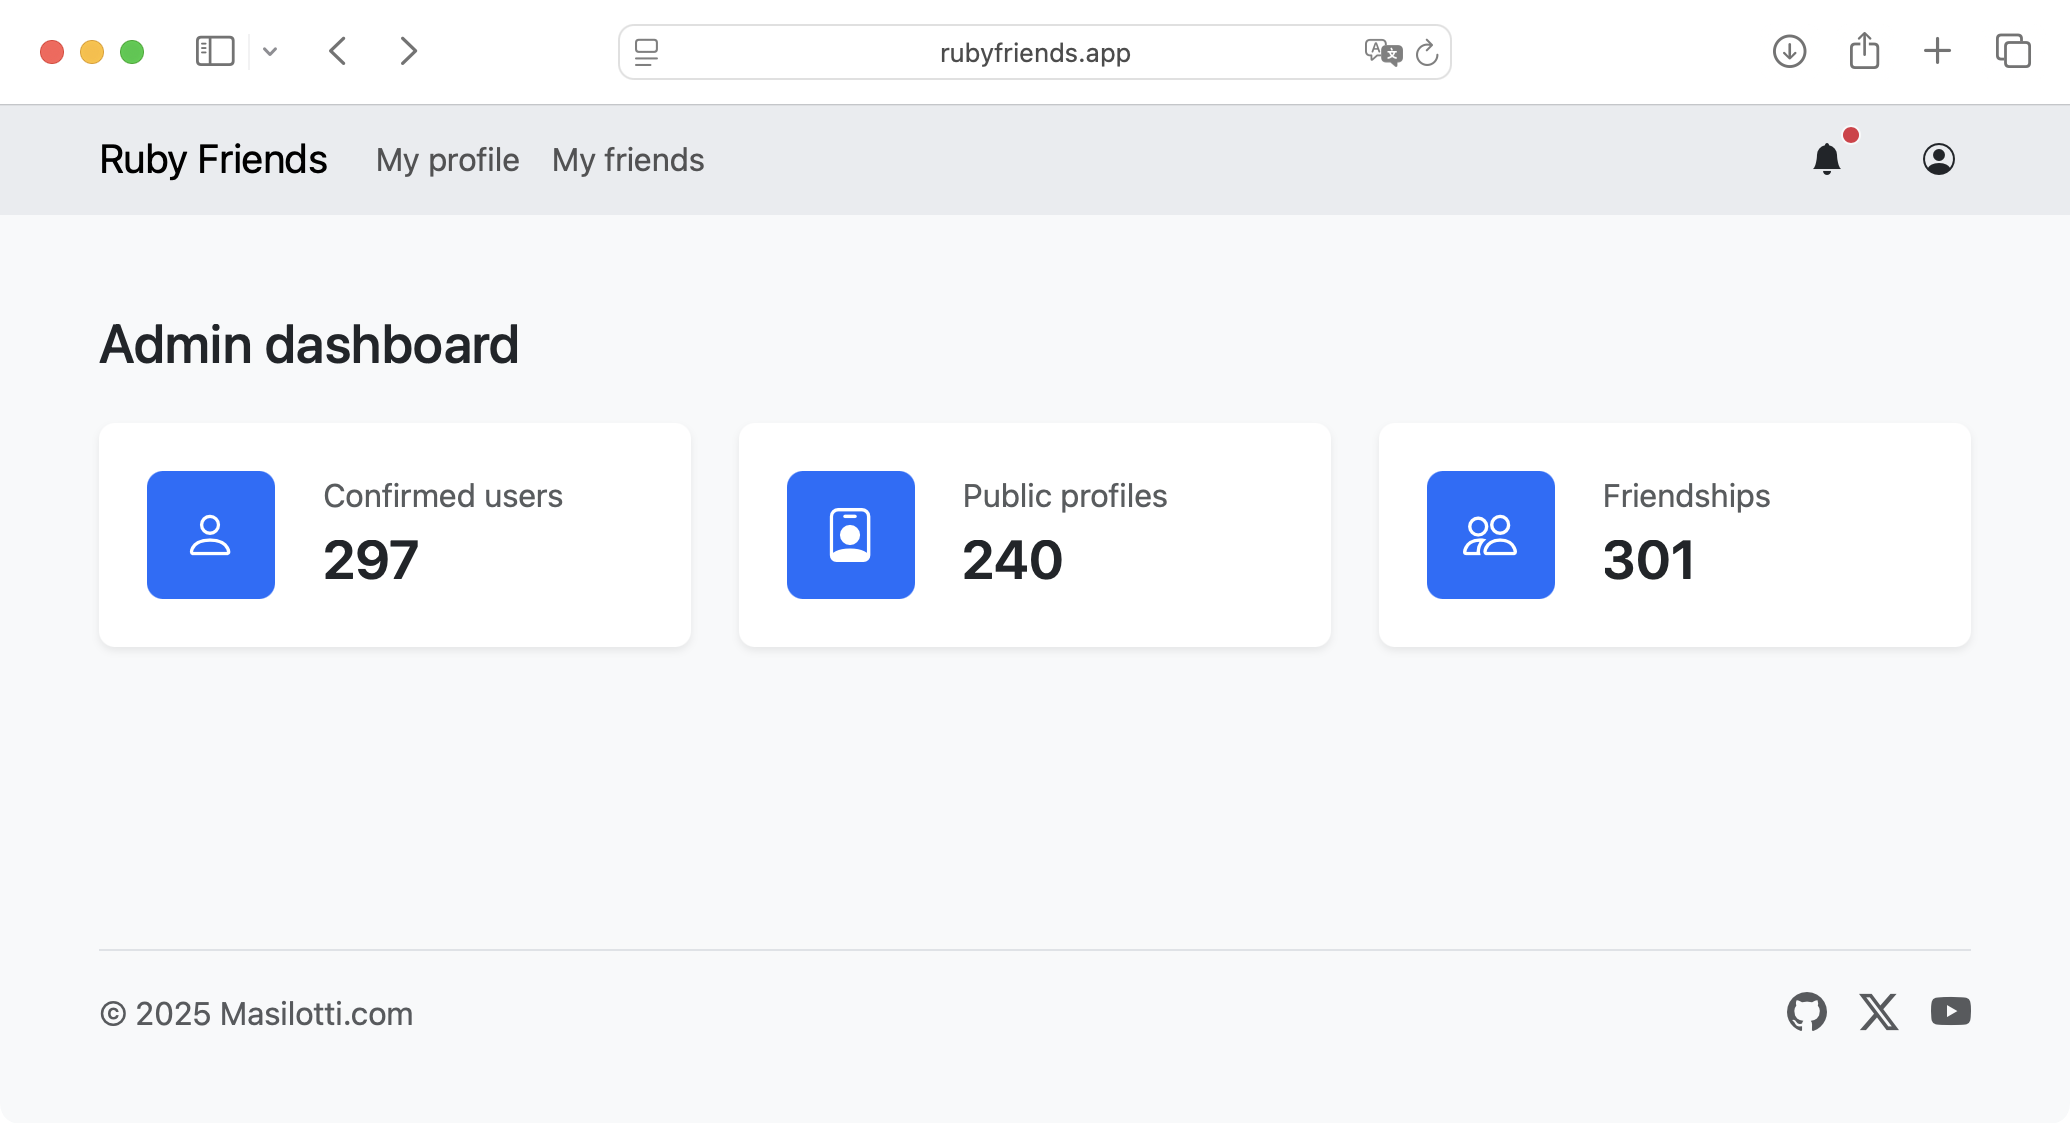 rubyfriends.app
Ruby Friends My profile My friends
Admin dashboard
Confirmed users
297
Public profiles
240
Friendships
301
© 2025 Masilotti.com